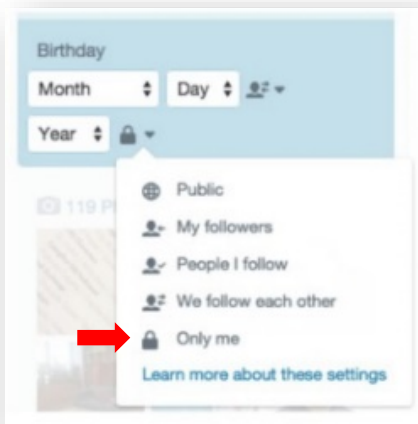 Birthday
Month Day
Year
119 P
Public
My followers
People I follow
We follow each other
Only me
Learn more about these settings